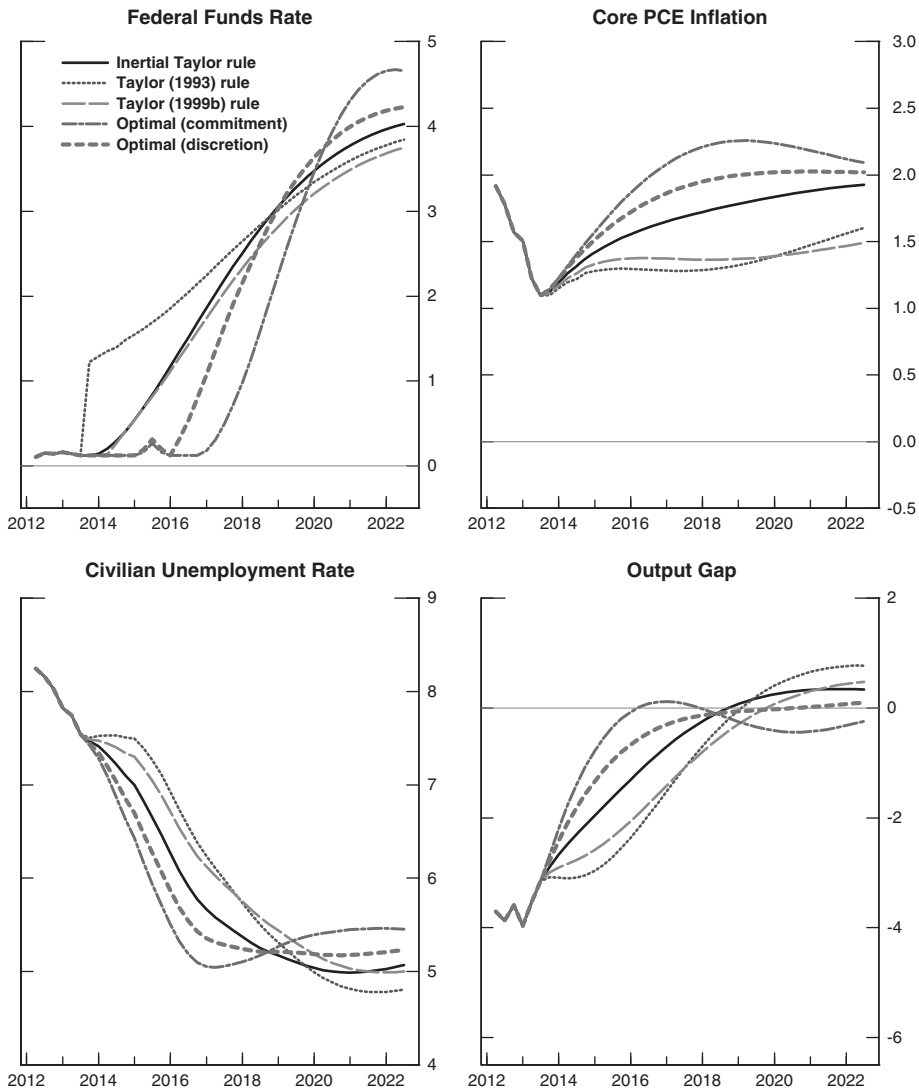 Federal Funds Rate
Inertial Taylor rule
Taylor (1993) rule
Taylor (1999b) rule
Optimal (commitment)
Optimal (discretion)
5
4
3
2
1
0
2012 2014 2016 2018 2020 2022
Core PCE Inflation
3.0
2.5
2.0
1.5
1.0
0.5
0.0
-0.5
2012 2014 2016 2018 2020 2022
Civilian Unemployment Rate
9
8
7
6
5
4
2012 2014 2016 2018 2020 2022
Output Gap
2
0
-2
-4
-6
2012 2014 2016 2018 2020 2022